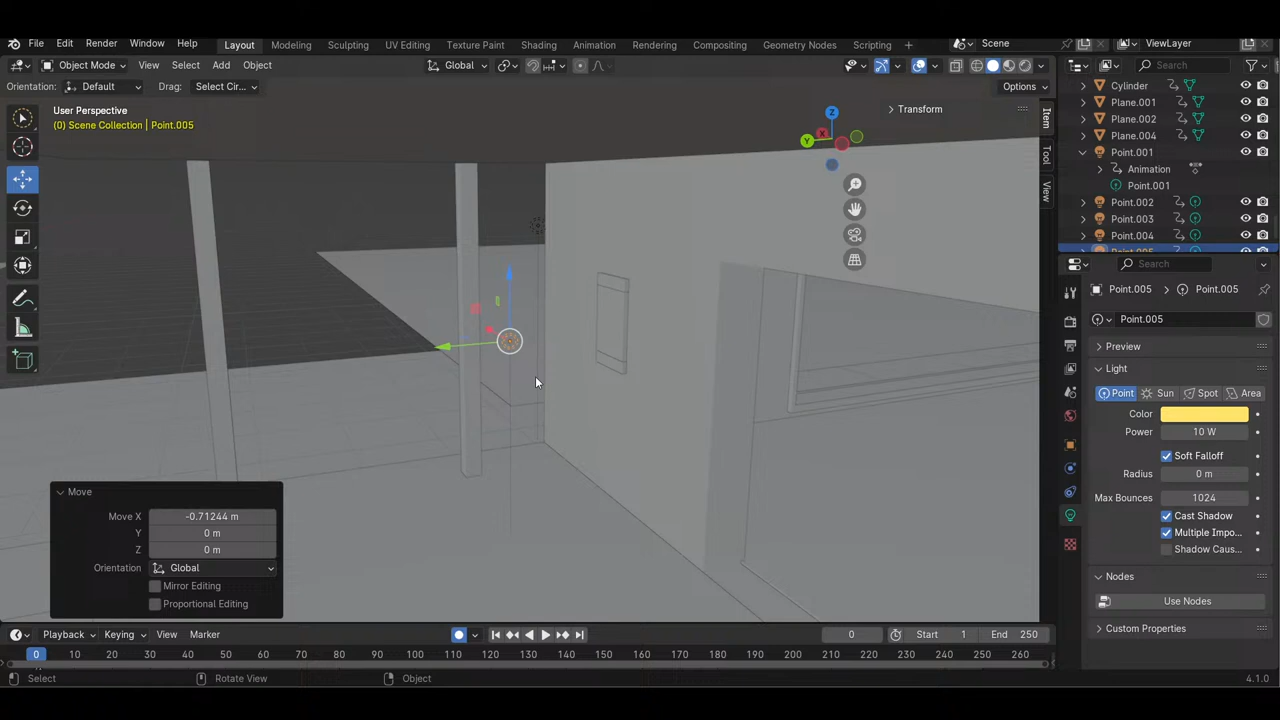 File Edit Render Window Help Layout Modeling Sculpting UV Editing Texture Paint Shading Animation Rendering Compositing Geometry Nodes Scripting + Scene ViewLayer
Object Mode View Select Add Object Global Search
Orientation: Default Drag: Select Cir... Options
User Perspective
(0) Scene Collection | Point.005
Transform
Item
Tool
View
Z
Y
X
Cylinder
Plane.001
Plane.002
Plane.004
Point.001
Animation
Point.001
Point.002
Point.003
Point.004
Point.005
Search
Point.005 Point.005
Point.005
Preview
Light
Point Sun Spot Area
Color
Power 10 W
Soft Falloff
Radius 0 m
Max Bounces 1024
Cast Shadow
Multiple Impo...
Shadow Caus...
Nodes
Use Nodes
Custom Properties
Move
Move X -0.71244 m
Y 0 m
Z 0 m
Orientation Global
Mirror Editing
Proportional Editing
Playback Keying View Marker 0 Start 1 End 250
0 10 20 30 40 50 60 70 80 90 100 110 120 130 140 150 160 170 180 190 200 210 220 230 240 250 260
Select Rotate View Object 4.1.0